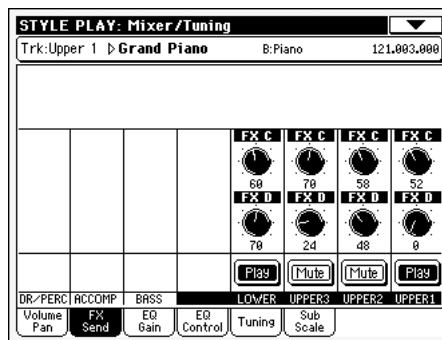 STYLE PLAY: Mixer/Tuning
Trk:Upper 1 ▷Grand Piano B:Piano 121.003.000
FX C FX C FX C FX C
60 70 58 52
FX D FX D FX D FX D
70 24 48 0
Play Mute Mute Play
DR/PERC ACCOMP BASS LOWER UPPER3 UPPER2 UPPER1
Volume Pan FX Send EQ Gain EQ Control Tuning Sub Scale